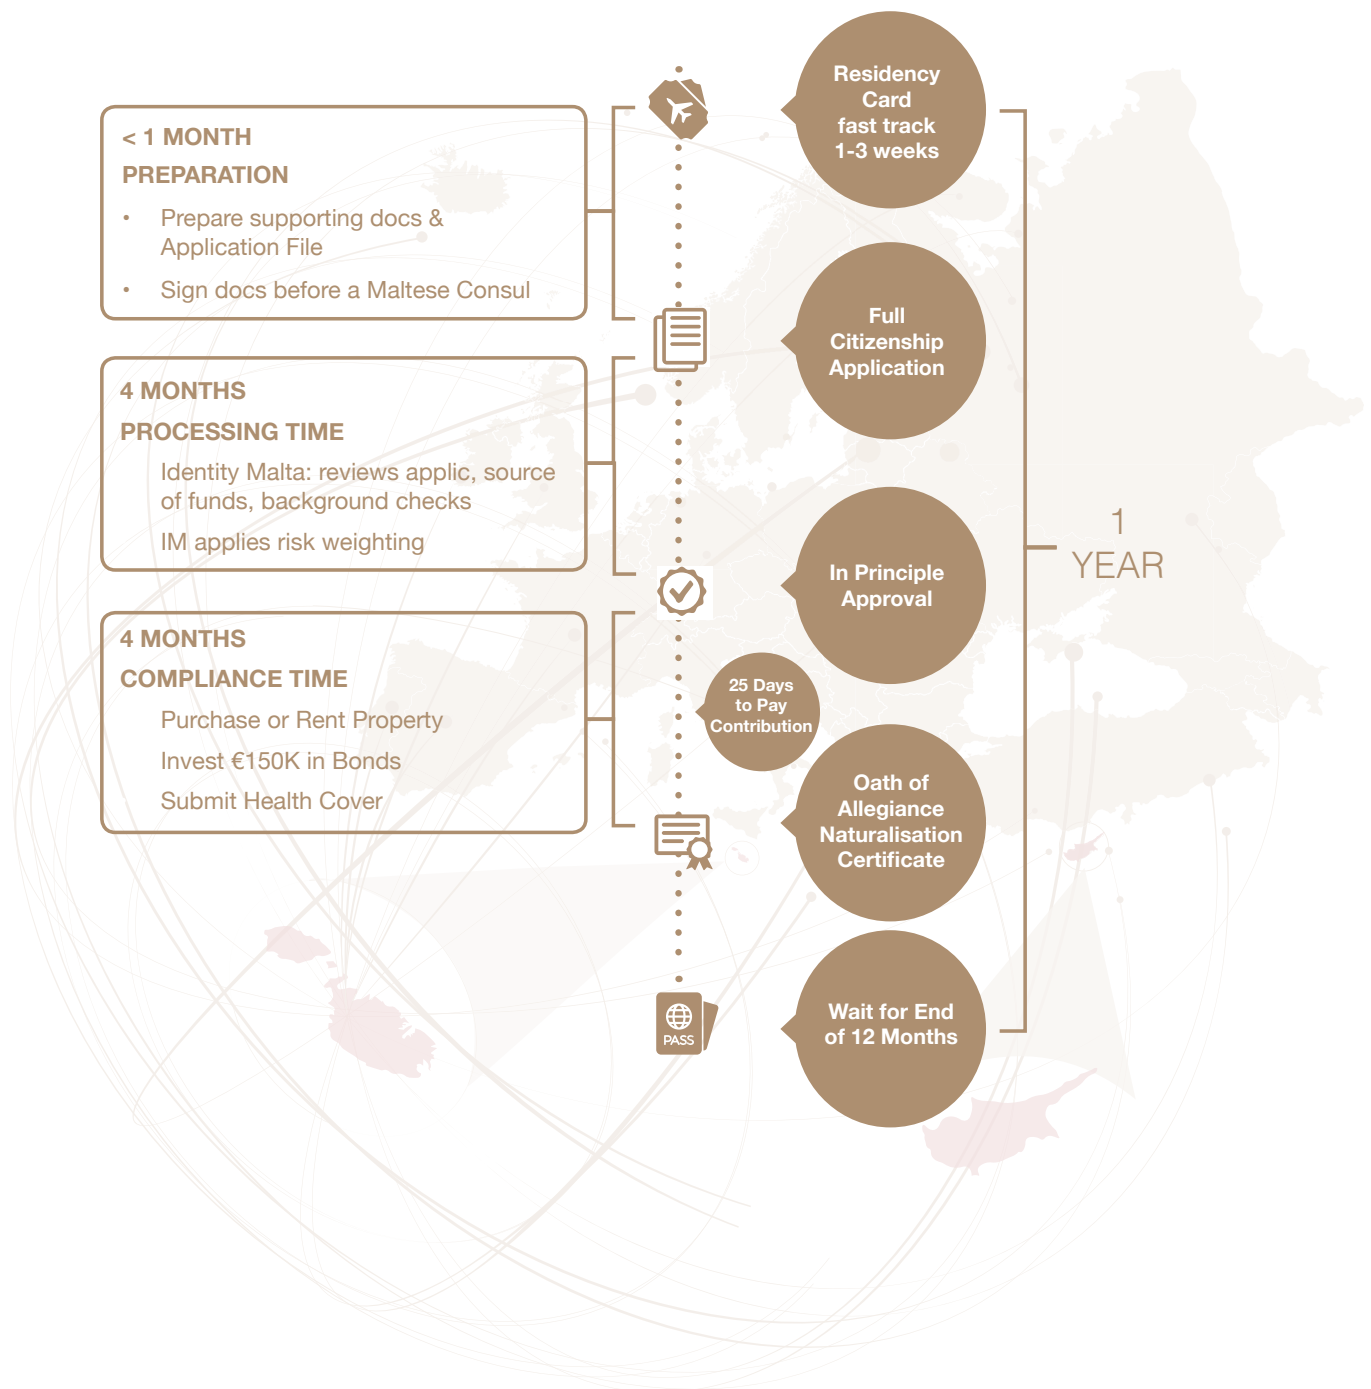 < 1 MONTH
PREPARATION
• Prepare supporting docs &
Application File
• Sign docs before a Maltese Consul
4 MONTHS
PROCESSING TIME
Identity Malta: reviews applic, source
of funds, background checks
IM applies risk weighting
4 MONTHS
COMPLIANCE TIME
Purchase or Rent Property
Invest €150K in Bonds
Submit Health Cover
Residency
Card
fast track
1-3 weeks
Full
Citizenship
Application
In Principle
Approval
25 Days
to Pay
Contribution
Oath of
Allegiance
Naturalisation
Certificate
PASS
Wait for End
of 12 Months
1
YEAR